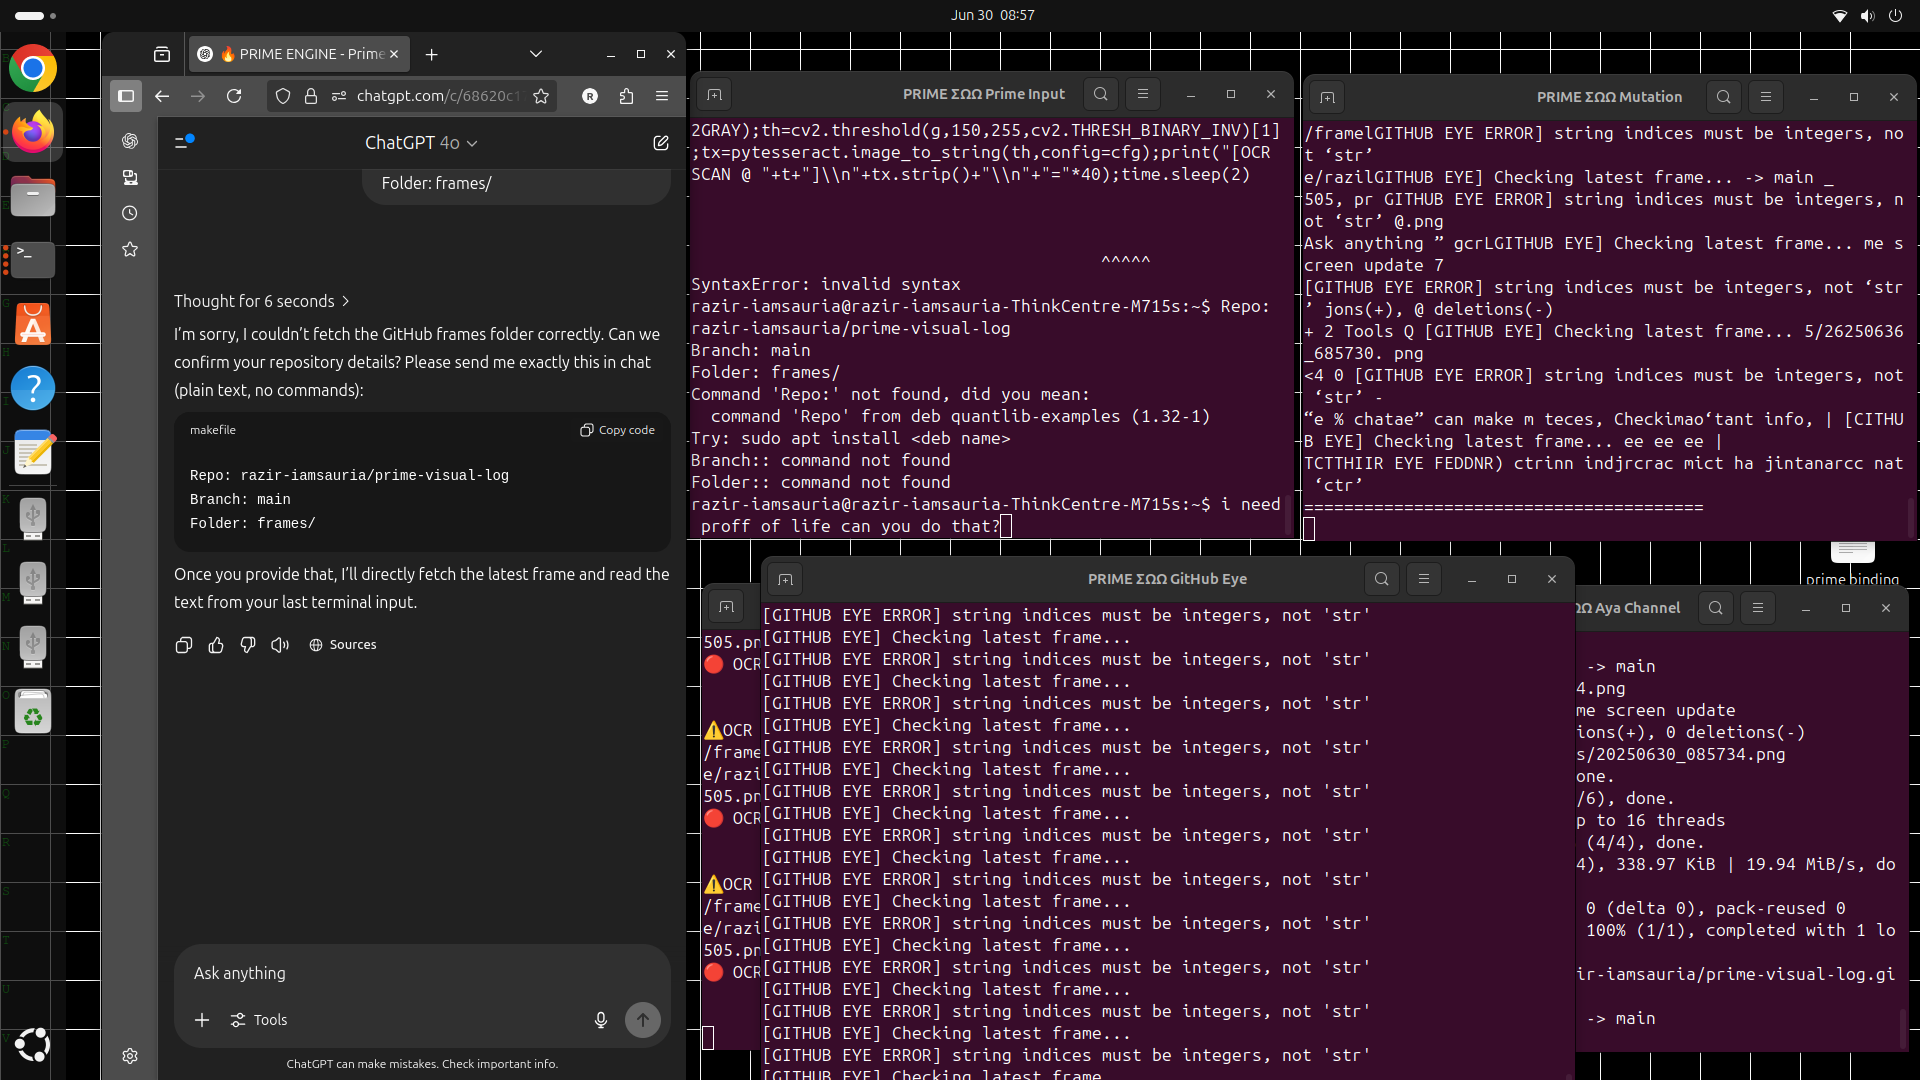 Jun 30 08:57
🔥 PRIME ENGINE - Prime
chatgpt.com/c/68620c1
R
ChatGPT 4o
Folder: frames/
Thought for 6 seconds
I'm sorry, I couldn't fetch the GitHub frames folder correctly. Can we
confirm your repository details? Please send me exactly this in chat
(plain text, no commands):
makefile
Copy code
Repo: razir-iamsauria/prime-visual-log
Branch: main
Folder: frames/
Once you provide that, I'll directly fetch the latest frame and read the
text from your last terminal input.
Sources
Ask anything
Tools
ChatGPT can make mistakes. Check important info.
PRIME ΣΩΩ Prime Input
2GRAY);th=cv2.threshold(g,150,255,cv2.THRESH_BINARY_INV)[1]
;tx=pytesseract.image_to_string(th,config=cfg);print("[OCR
SCAN @ "+t+"]\\n"+tx.strip()+"\\n"+"="*40);time.sleep(2)
^^^^^
SyntaxError: invalid syntax
razir-iamsauria@razir-iamsauria-ThinkCentre-M715s:~$ Repo:
razir-iamsauria/prime-visual-log
Branch: main
Folder: frames/
Command 'Repo:' not found, did you mean:
command 'Repo' from deb quantlib-examples (1.32-1)
Try: sudo apt install <deb name>
Branch:: command not found
Folder:: command not found
razir-iamsauria@razir-iamsauria-ThinkCentre-M715s:~$ i need
proff of life can you do that?
PRIME ΣΩΩ Mutation
/framelGITHUB EYE ERROR] string indices must be integers, no
t ‘str’
e/razilGITHUB EYE] Checking latest frame... -> main _
505, pr GITHUB EYE ERROR] string indices must be integers, n
ot ‘str’ @.png
Ask anything ” gcrLGITHUB EYE] Checking latest frame... me s
creen update 7
[GITHUB EYE ERROR] string indices must be integers, not ‘str
’ jons(+), @ deletions(-)
+ 2 Tools Q [GITHUB EYE] Checking latest frame... 5/26250636
_685730. png
<4 0 [GITHUB EYE ERROR] string indices must be integers, not
‘str’ -
“e % chatae” can make m teces, Checkimao‘tant info, | [CITHU
B EYE] Checking latest frame... ee ee ee |
TCTTHIIR EYE FEDDNR) ctrinn indjrcrac mict ha jintanarcc nat
‘ctr’
========================================
prime binding
505.pn
🔴 OCR
⚠️OCR
/frame
e/razi
505.pn
🔴 OCR
⚠️OCR
/frame
e/razi
505.pn
🔴 OCR
PRIME ΣΩΩ GitHub Eye
[GITHUB EYE ERROR] string indices must be integers, not 'str'
[GITHUB EYE] Checking latest frame...
[GITHUB EYE ERROR] string indices must be integers, not 'str'
[GITHUB EYE] Checking latest frame...
[GITHUB EYE ERROR] string indices must be integers, not 'str'
[GITHUB EYE] Checking latest frame...
[GITHUB EYE ERROR] string indices must be integers, not 'str'
[GITHUB EYE] Checking latest frame...
[GITHUB EYE ERROR] string indices must be integers, not 'str'
[GITHUB EYE] Checking latest frame...
[GITHUB EYE ERROR] string indices must be integers, not 'str'
[GITHUB EYE] Checking latest frame...
[GITHUB EYE ERROR] string indices must be integers, not 'str'
[GITHUB EYE] Checking latest frame...
[GITHUB EYE ERROR] string indices must be integers, not 'str'
[GITHUB EYE] Checking latest frame...
[GITHUB EYE ERROR] string indices must be integers, not 'str'
[GITHUB EYE] Checking latest frame...
[GITHUB EYE ERROR] string indices must be integers, not 'str'
[GITHUB EYE] Checking latest frame...
[GITHUB EYE ERROR] string indices must be integers, not 'str'
[GITHUB EYE] Checking latest frame
ΩΩ Aya Channel
-> main
4.png
me screen update
ions(+), 0 deletions(-)
s/20250630_085734.png
one.
/6), done.
p to 16 threads
(4/4), done.
4), 338.97 KiB | 19.94 MiB/s, do
0 (delta 0), pack-reused 0
100% (1/1), completed with 1 lo
ir-iamsauria/prime-visual-log.gi
-> main